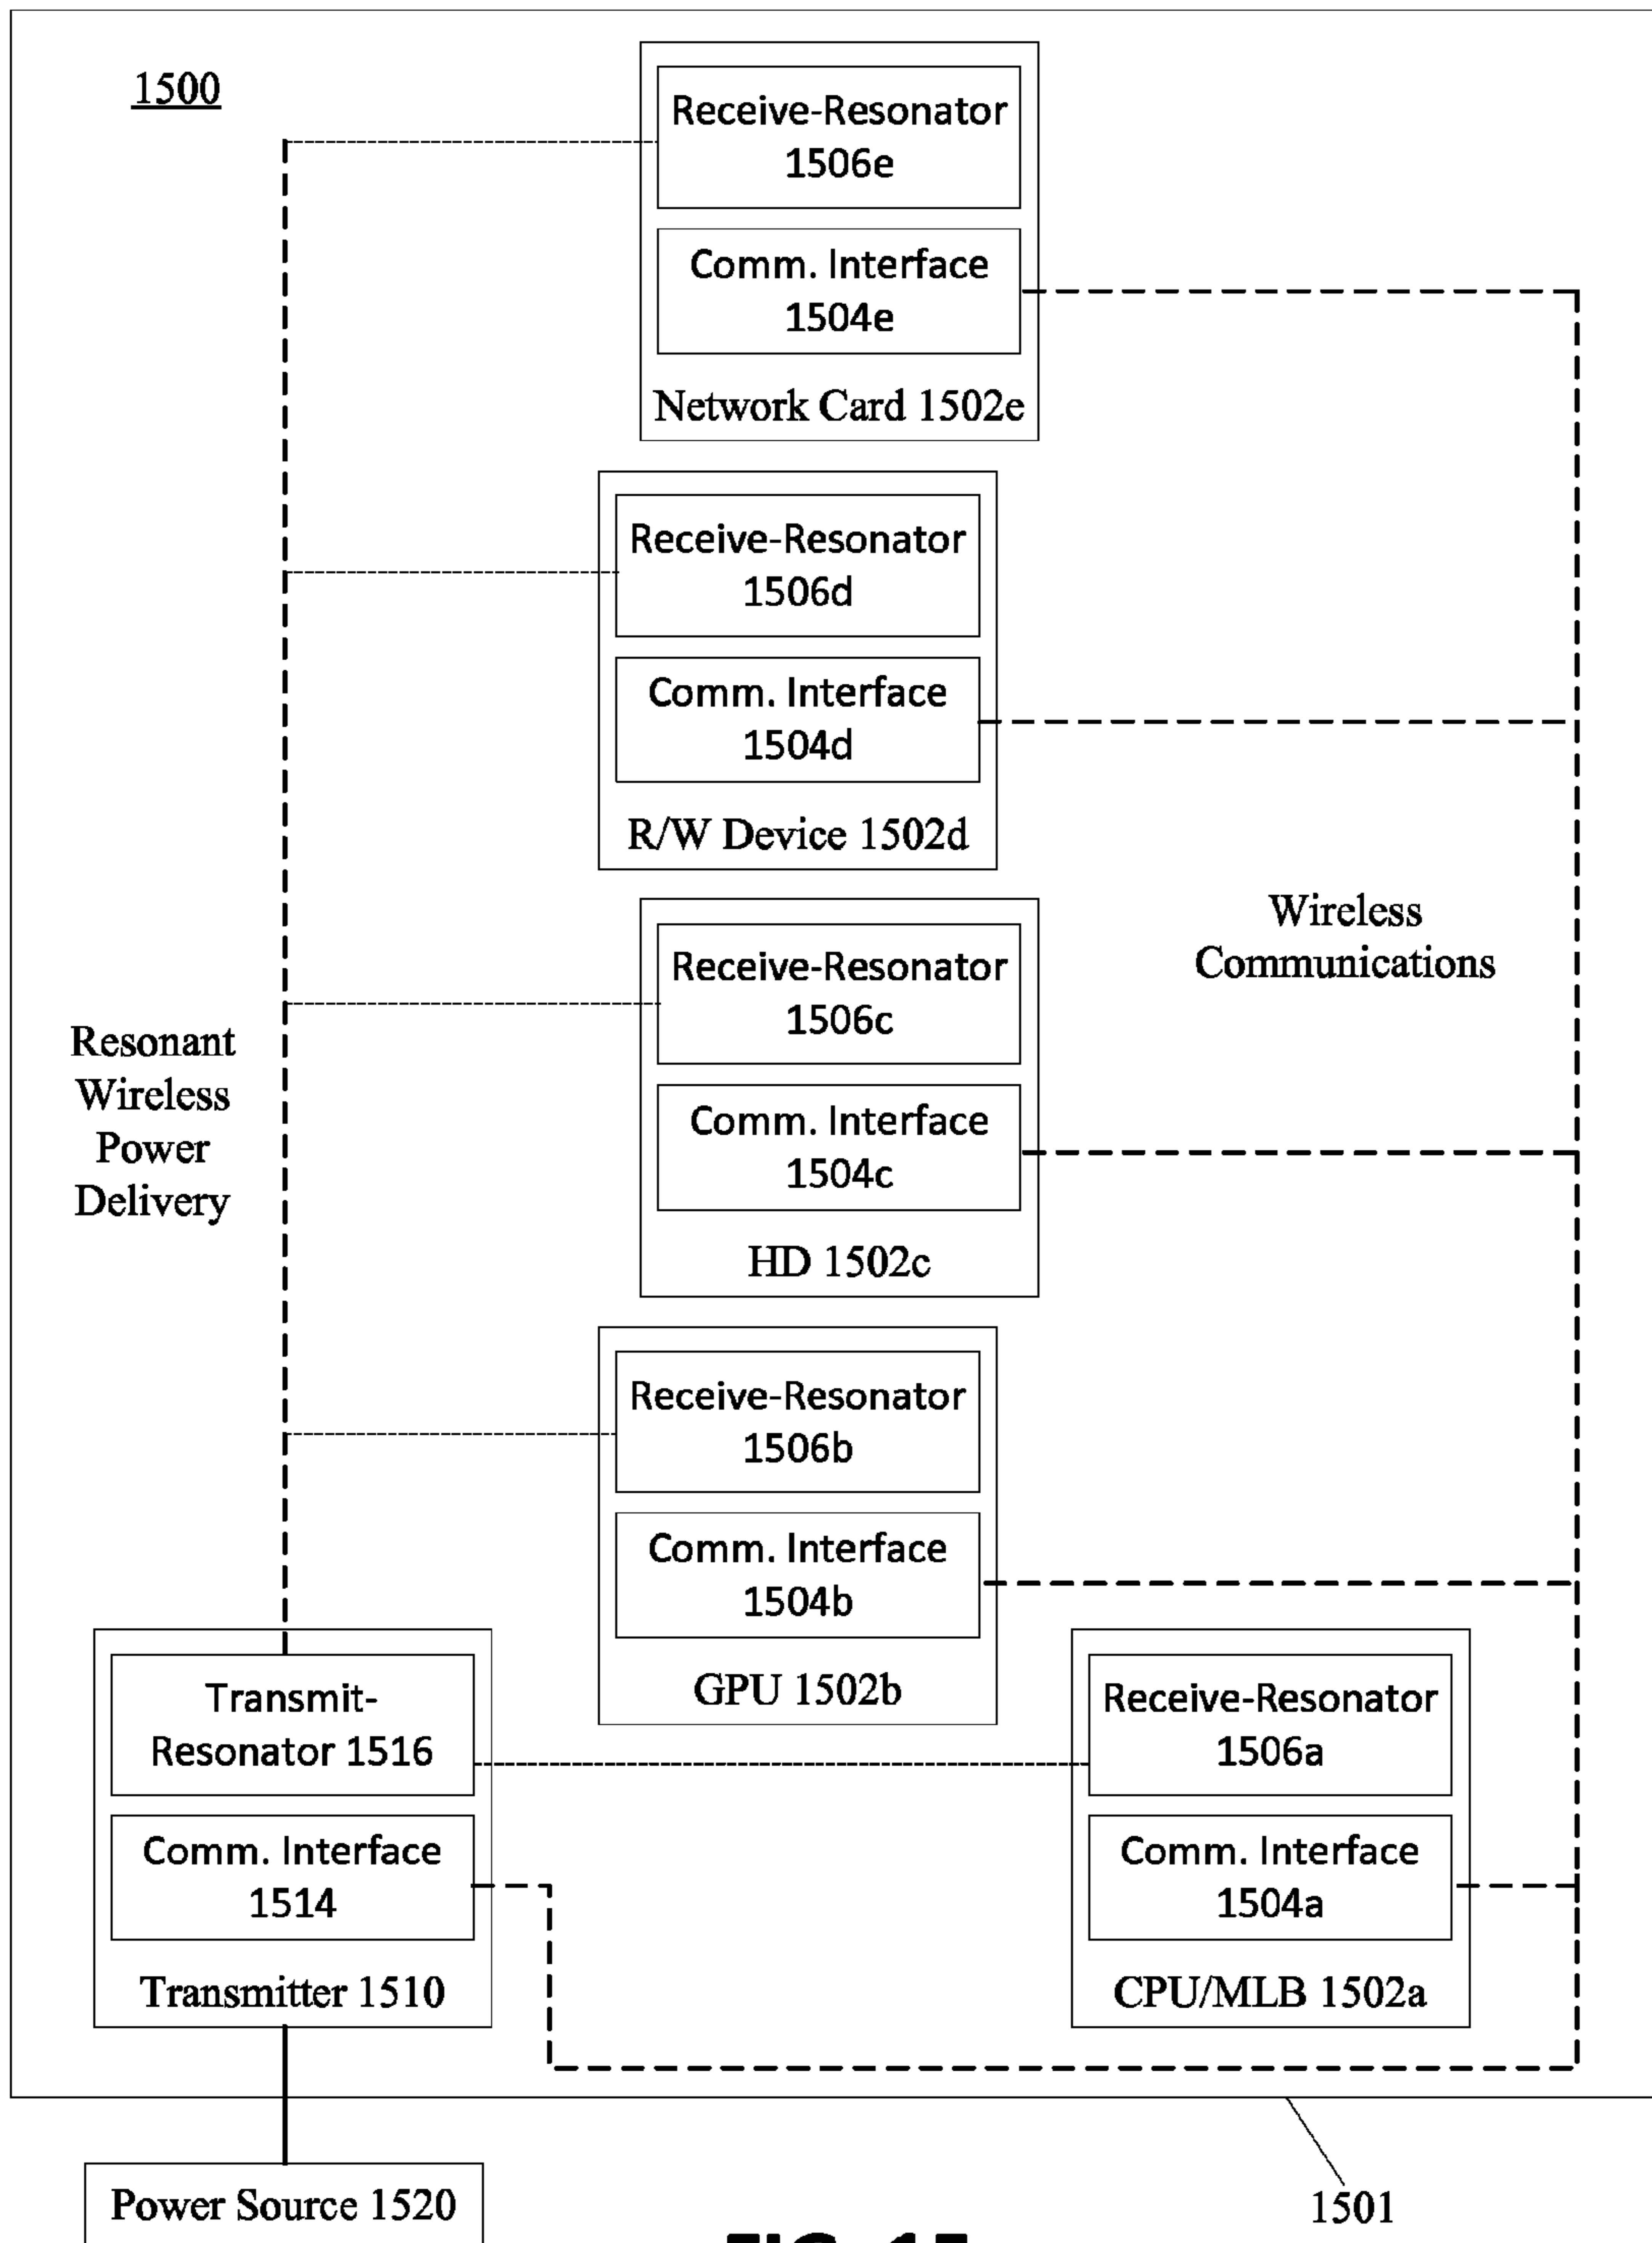 1500
Receive-Resonator
1506e
Comm. Interface
1504e
Network Card 1502e
Receive-Resonator
1506d
Comm. Interface
1504d
R/W Device 1502d
Wireless
Communications
Receive-Resonator
1506c
Comm. Interface
1504c
HD 1502c
Resonant
Wireless
Power
Delivery
Receive-Resonator
1506b
Comm. Interface
1504b
GPU 1502b
Transmit-
Resonator 1516
Comm. Interface
1514
Transmitter 1510
Receive-Resonator
1506a
Comm. Interface
1504a
CPU/MLB 1502a
Power Source 1520
1501